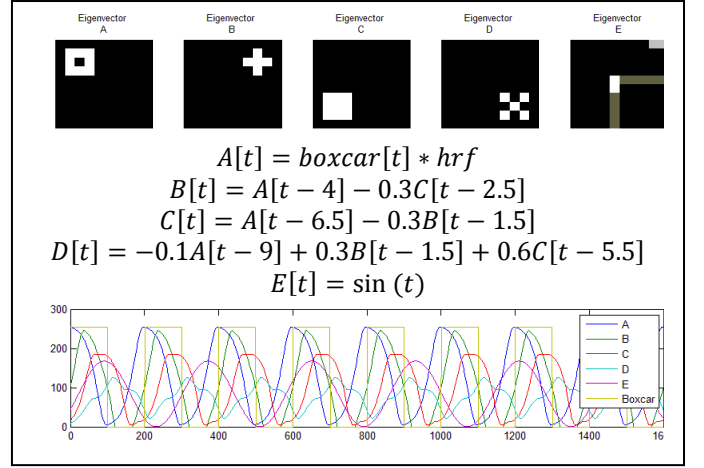 Eigenvector Eigenvector Eigenvector Eigenvector Eigenvector
A B C D E
A[t] = boxcar[t] ∗ hrf
B[t] = A[t − 4] − 0.3C[t − 2.5]
C[t] = A[t − 6.5] − 0.3B[t − 1.5]
D[t] = −0.1A[t − 9] + 0.3B[t − 1.5] + 0.6C[t − 5.5]
E[t] = sin (t)
300
200
100
0
A
B
C
D
E
Boxcar
0 200 400 600 800 1000 1200 1400 16